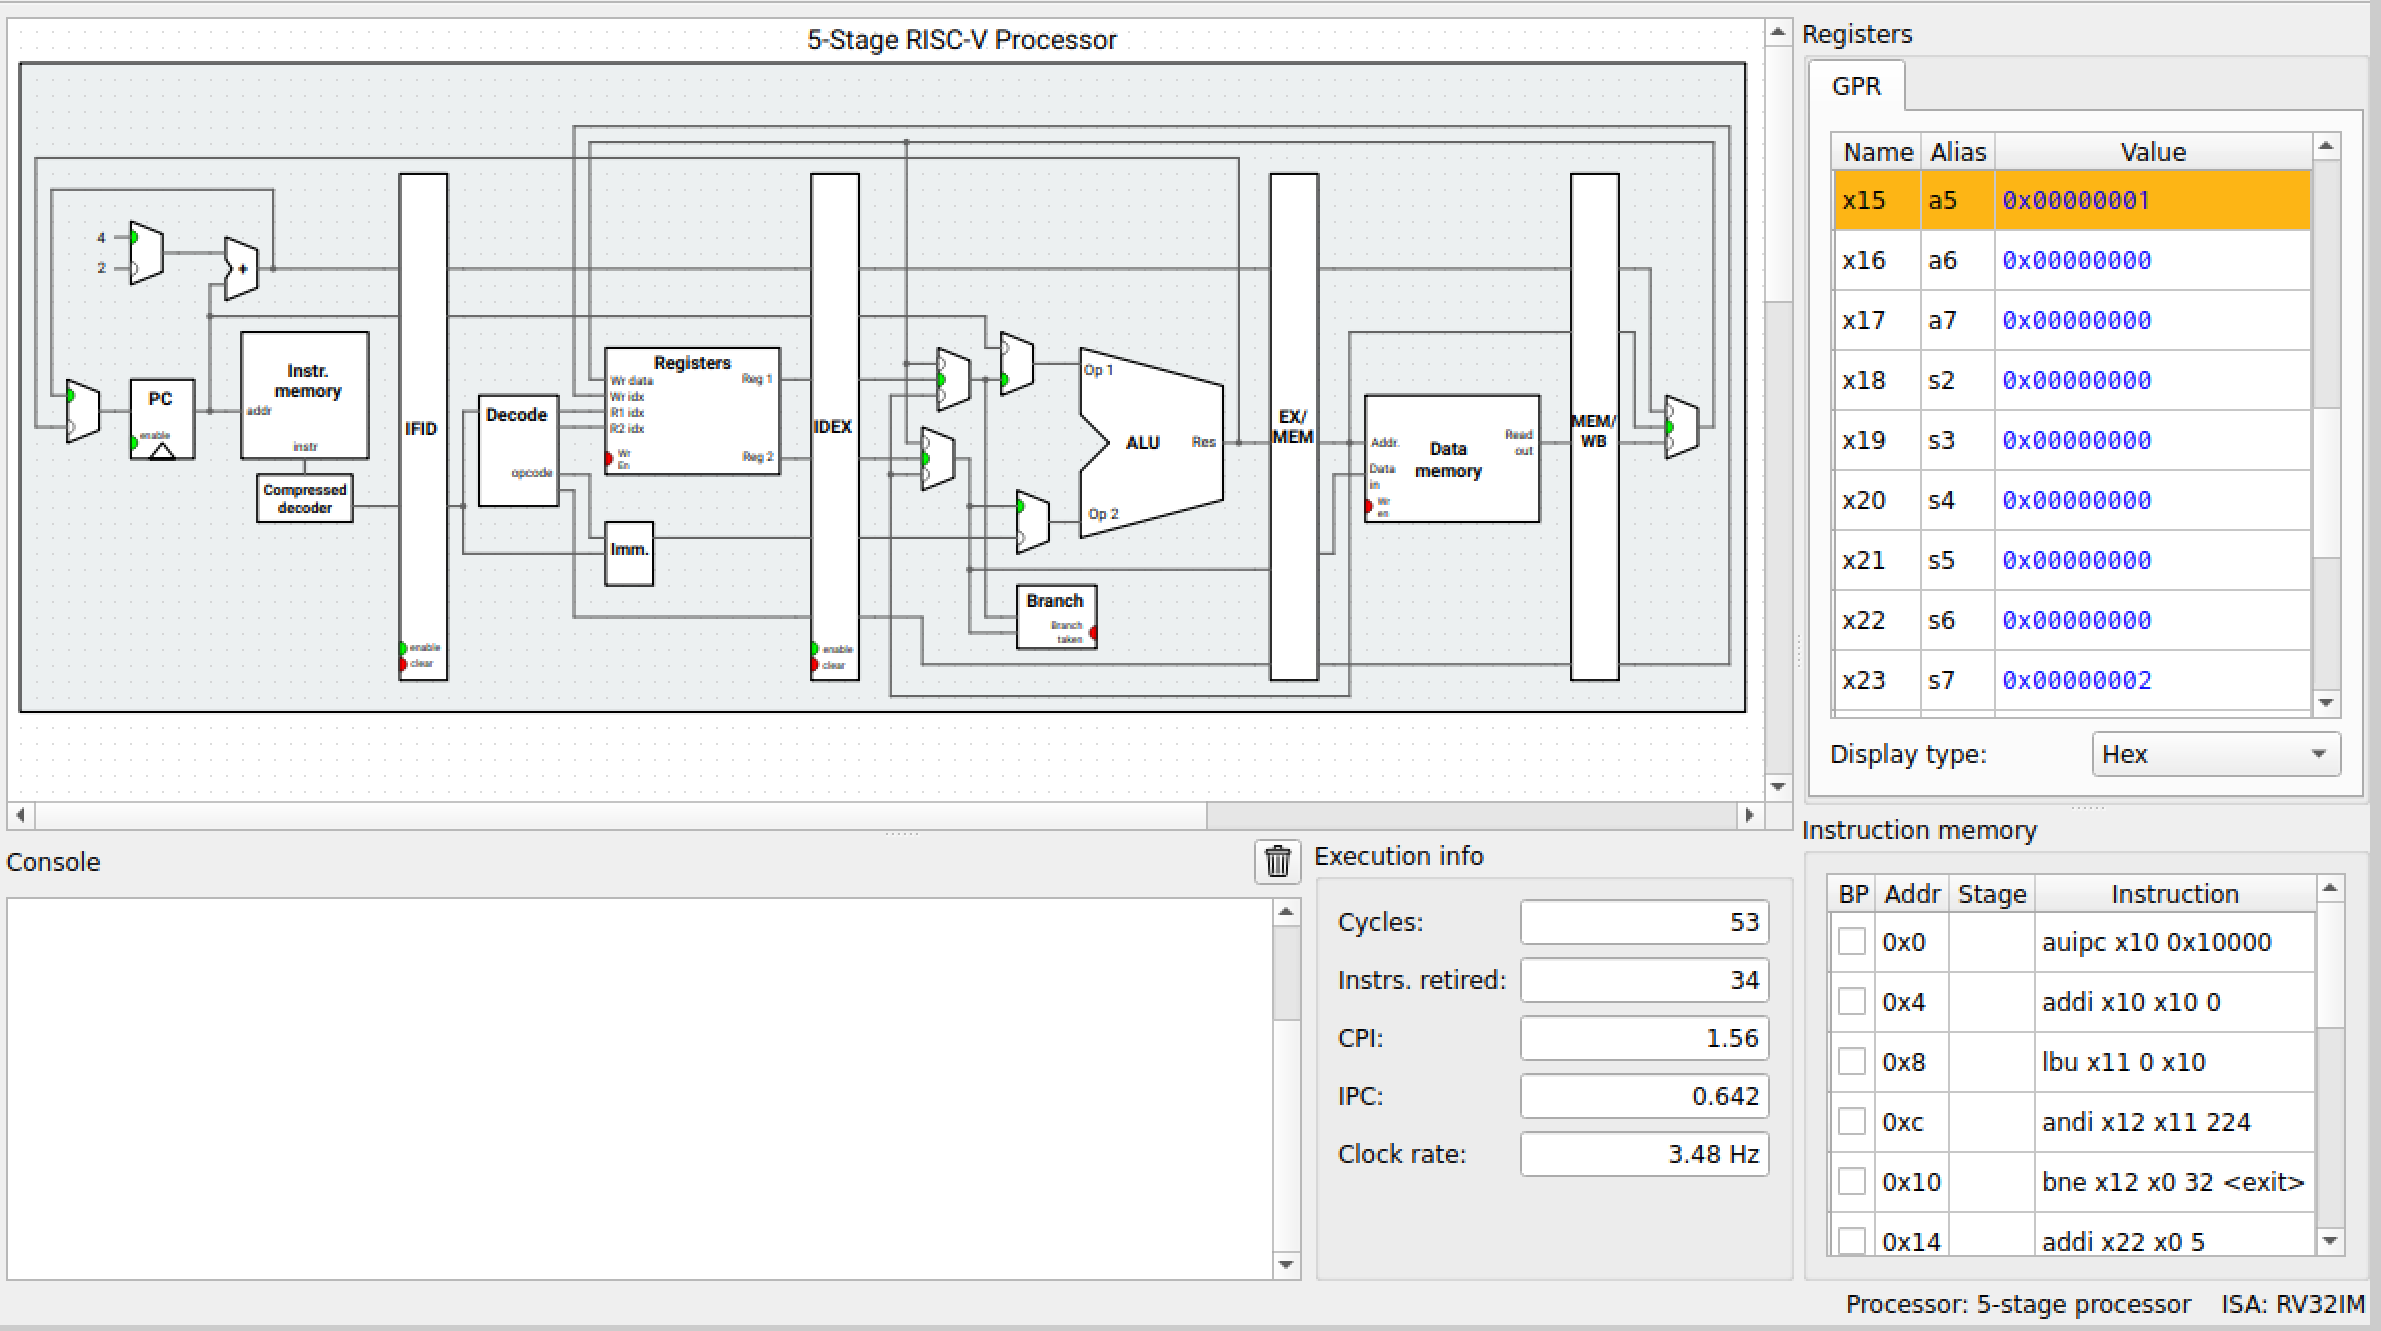 5-Stage RISC-V Processor
4
2
+
PC
enable
Instr.
memory
addr
instr
Compressed
decoder
IFID
enable
clear
Decode
opcode
Registers
Wr data
Wr idx
R1 idx
R2 idx
Wr
En
Reg 1
Reg 2
Imm.
IDEX
enable
clear
Op 1
ALU
Res
Op 2
Branch
Branch
taken
EX/
MEM
Addr.
Data
in
Wr
en
Data
memory
Read
out
MEM/
WB
Registers
GPR
Name Alias Value
x15 a5 0x00000001
x16 a6 0x00000000
x17 a7 0x00000000
x18 s2 0x00000000
x19 s3 0x00000000
x20 s4 0x00000000
x21 s5 0x00000000
x22 s6 0x00000000
x23 s7 0x00000002
Display type: Hex
Console
Execution info
Cycles: 53
Instrs. retired: 34
CPI: 1.56
IPC: 0.642
Clock rate: 3.48 Hz
Instruction memory
BP Addr Stage Instruction
0x0 auipc x10 0x10000
0x4 addi x10 x10 0
0x8 lbu x11 0 x10
0xc andi x12 x11 224
0x10 bne x12 x0 32 <exit>
0x14 addi x22 x0 5
Processor: 5-stage processor ISA: RV32IM